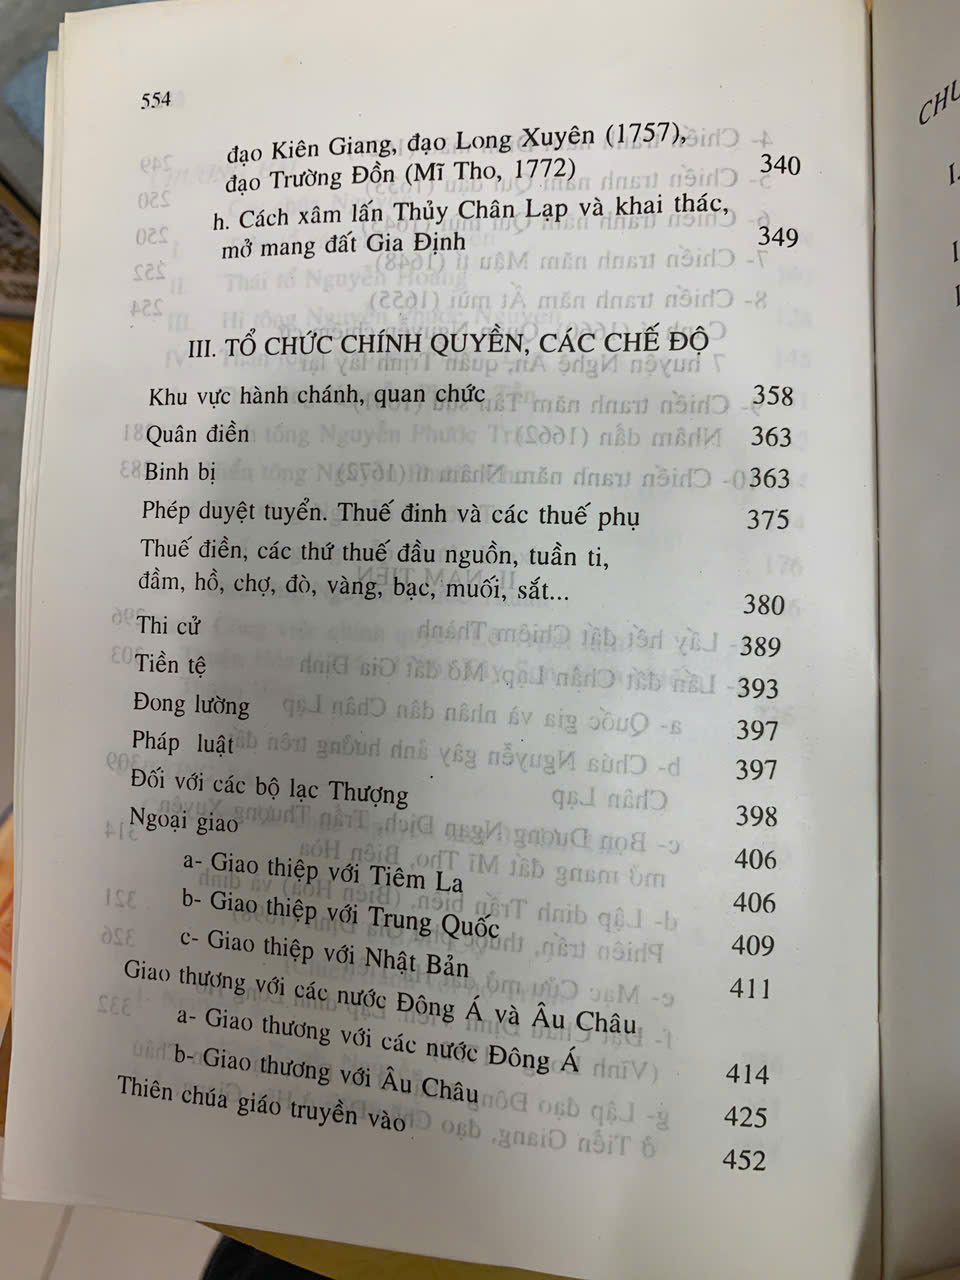 554
đạo Kiên Giang, đạo Long Xuyên (1757),
đạo Trường Đồn (Mĩ Tho, 1772) 340
h. Cách xâm lấn Thủy Chân Lạp và khai thác,
mở mang đất Gia Định 349
III. TỔ CHỨC CHÍNH QUYỀN, CÁC CHẾ ĐỘ
Khu vực hành chánh, quan chức 358
Quân điền 363
Binh bị 363
Phép duyệt tuyển. Thuế đinh và các thuế phụ 375
Thuế điền, các thứ thuế đầu nguồn, tuần ti,
đầm, hồ, chợ, đò, vàng, bạc, muối, sắt... 380
Thi cử 389
Tiền tệ 393
Đong lường 397
Pháp luật 397
Đối với các bộ lạc Thượng 398
Ngoại giao 406
a- Giao thiệp với Tiêm La 406
b- Giao thiệp với Trung Quốc 409
c- Giao thiệp với Nhật Bản 411
Giao thương với các nước Đông Á và Âu Châu
a- Giao thương với các nước Đông Á 414
b- Giao thương với Âu Châu 425
Thiên chúa giáo truyền vào 452